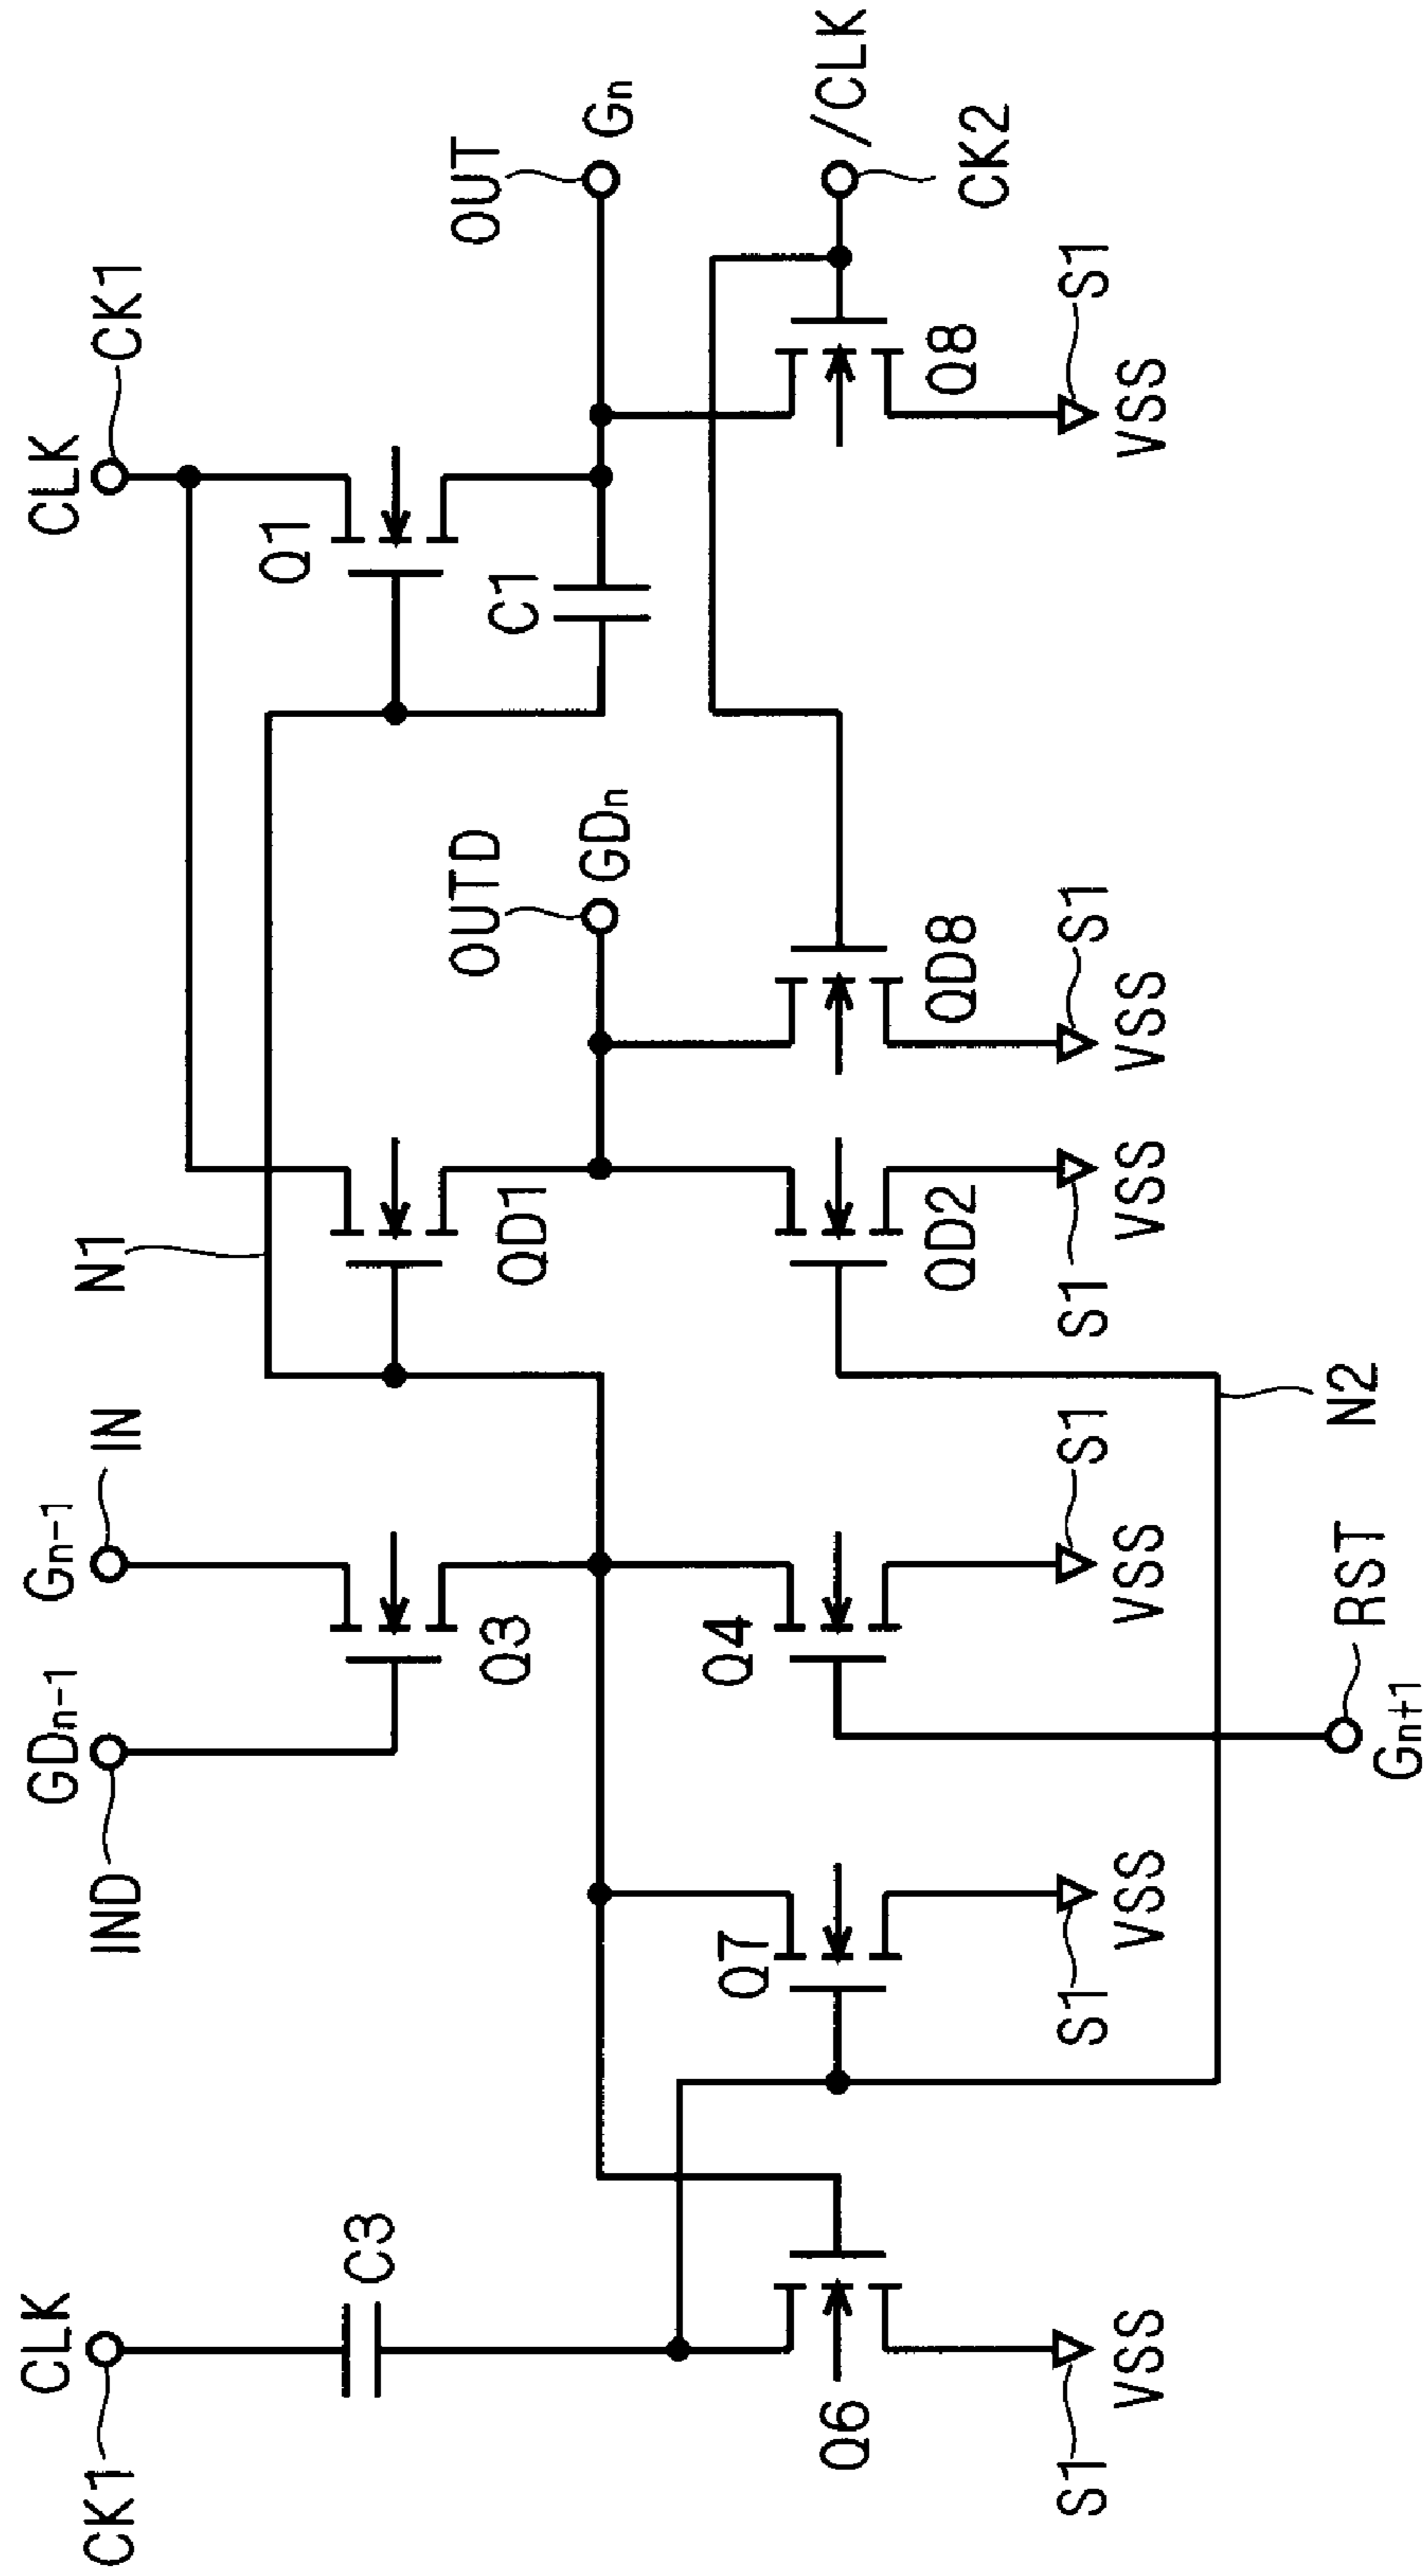 CLK
CK1
C3
Q6
S1
VSS
GDn-1
IND
Gn-1
IN
Q3
Q7
S1
VSS
Q4
S1
VSS
RST
Gn+1
N1
N2
QD1
QD2
S1
VSS
OUTD
GDn
QD8
S1
VSS
CLK
CK1
Q1
C1
OUT
Gn
Q8
S1
VSS
/CLK
CK2